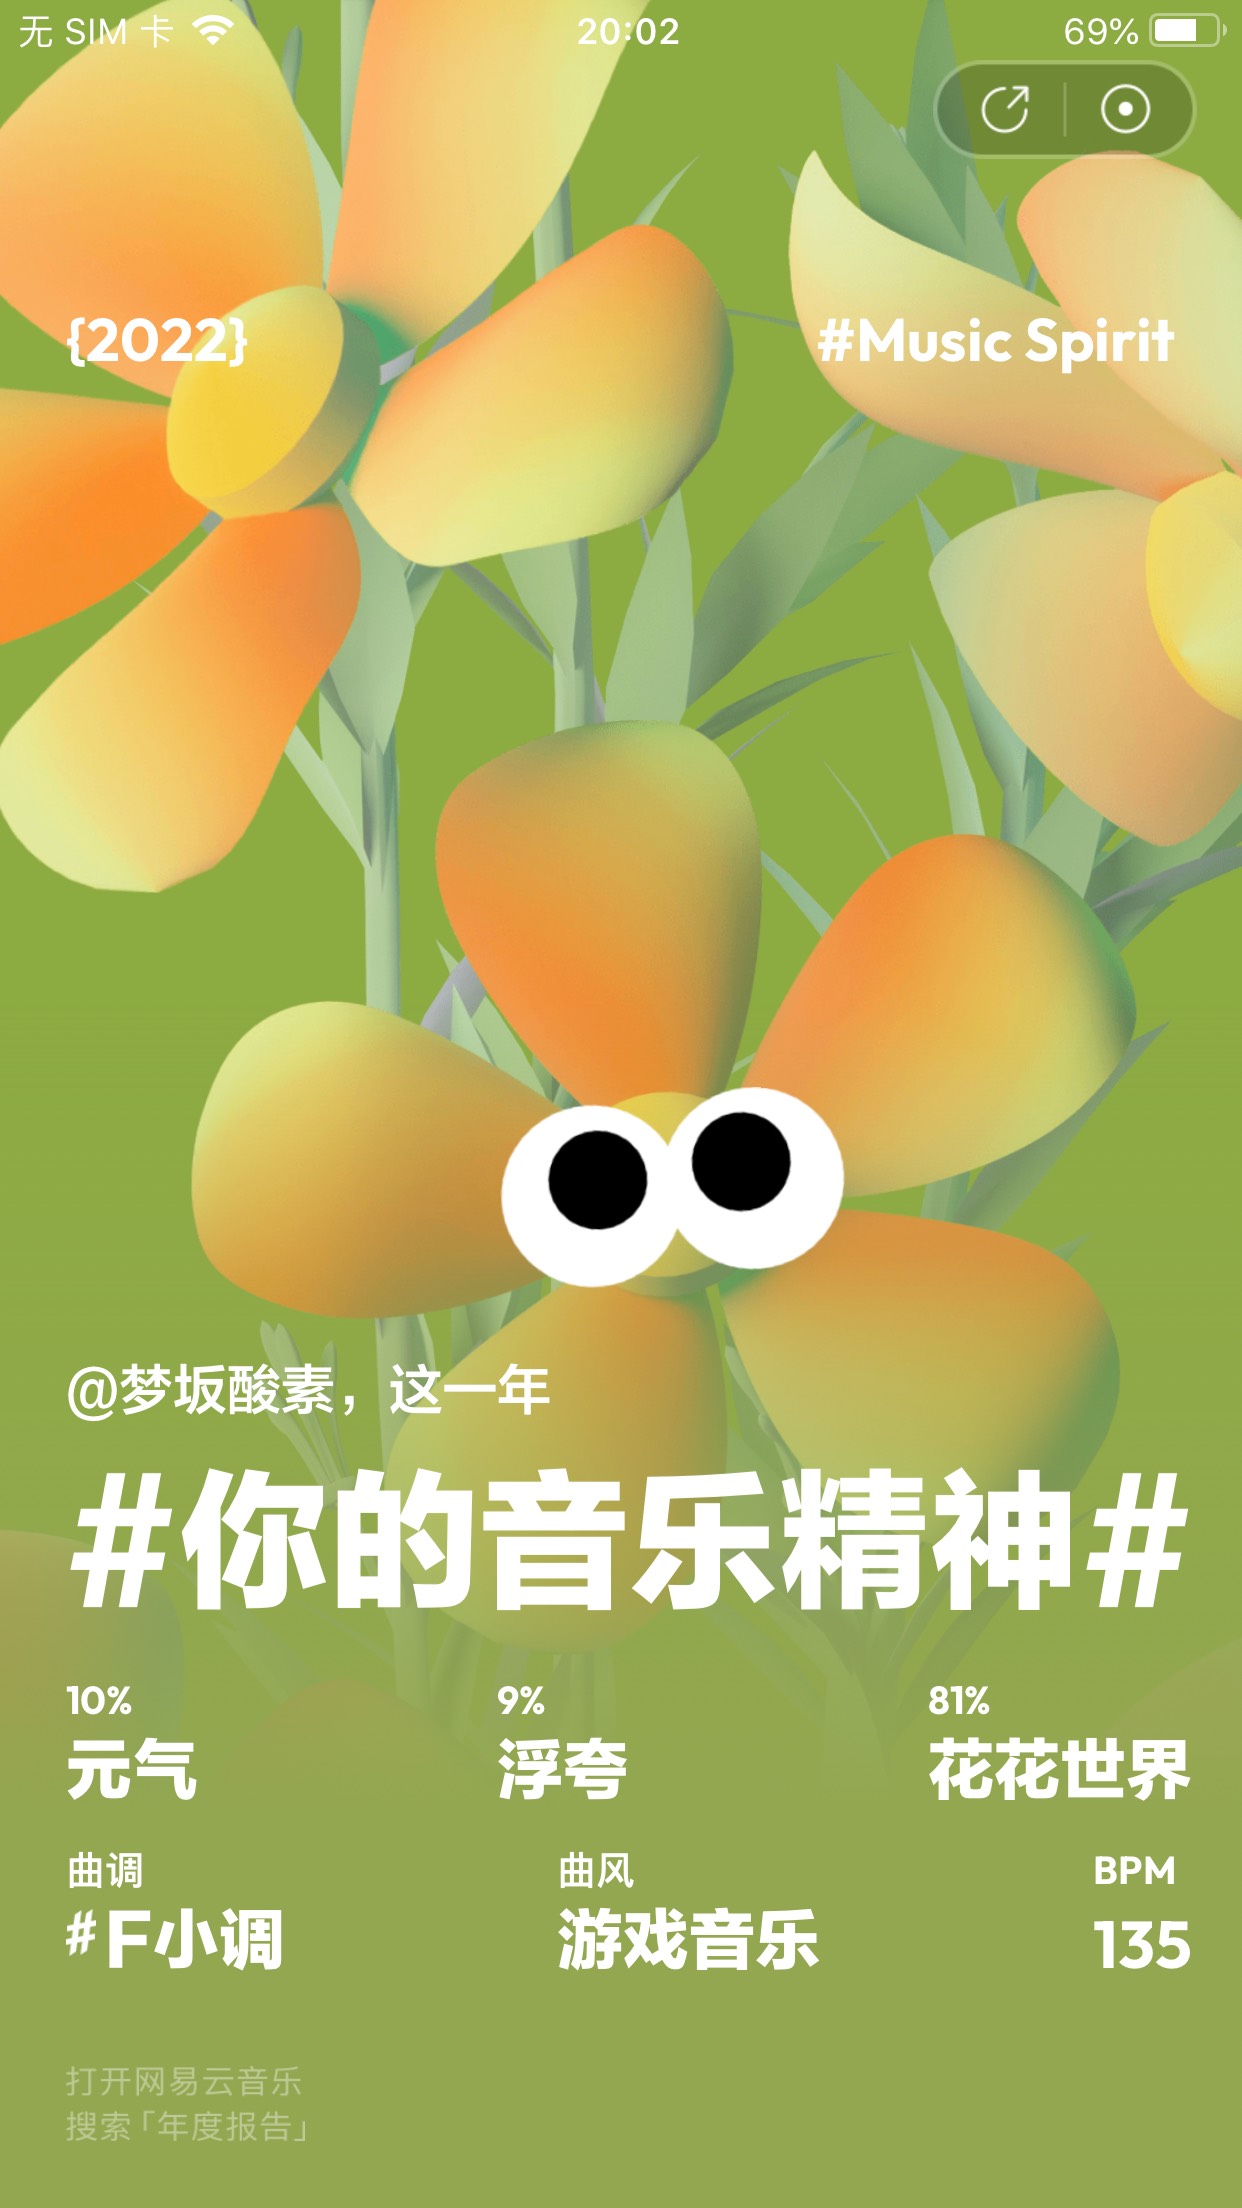 无 SIM 卡 20:02 69%
{2022} #Music Spirit
@梦坂酸素，这一年
#你的音乐精神#
10% 9% 81%
元气 浮夸 花花世界
曲调 曲风 BPM
#F小调 游戏音乐 135
打开网易云音乐
搜索「年度报告」